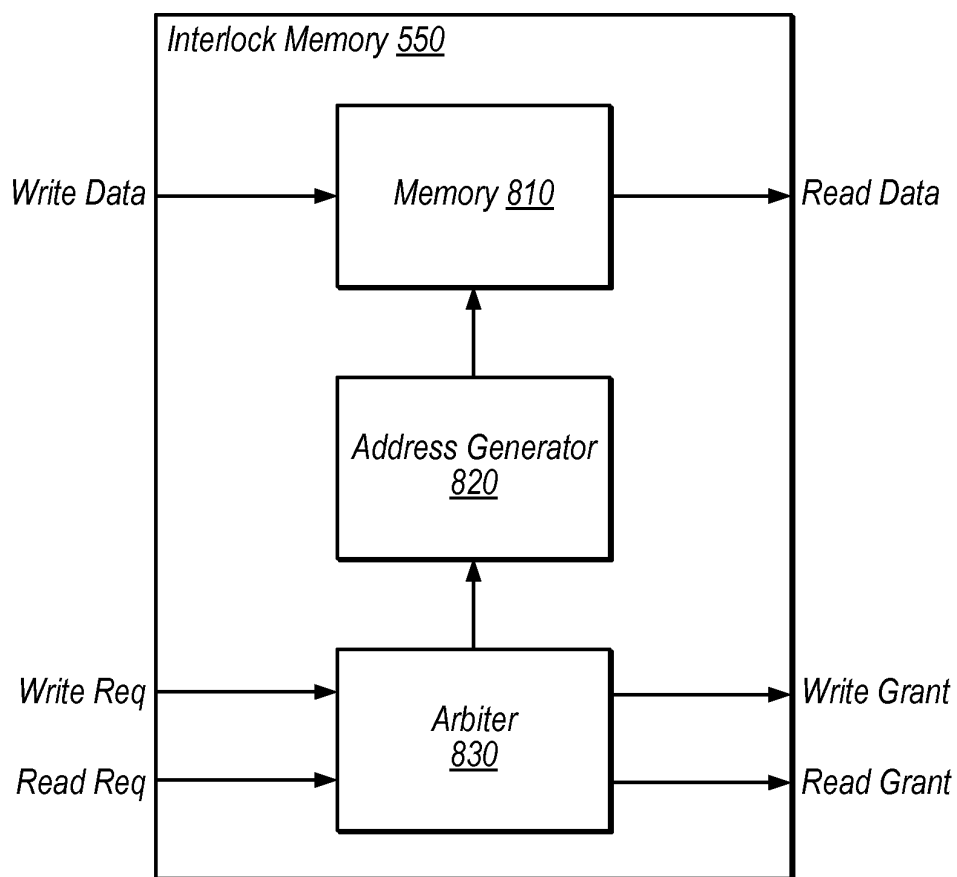 Interlock Memory 550
Write Data
Memory 810
Read Data
Address Generator
820
Write Req
Read Req
Arbiter
830
Write Grant
Read Grant